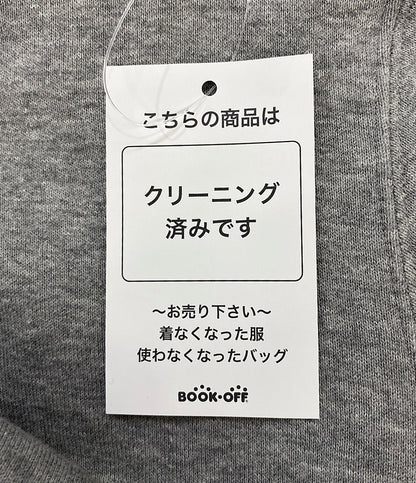 こちらの商品は
クリーニング
済みです
～お売り下さい～
着なくなった服
使わなくなったバッグ
BOOK・OFF